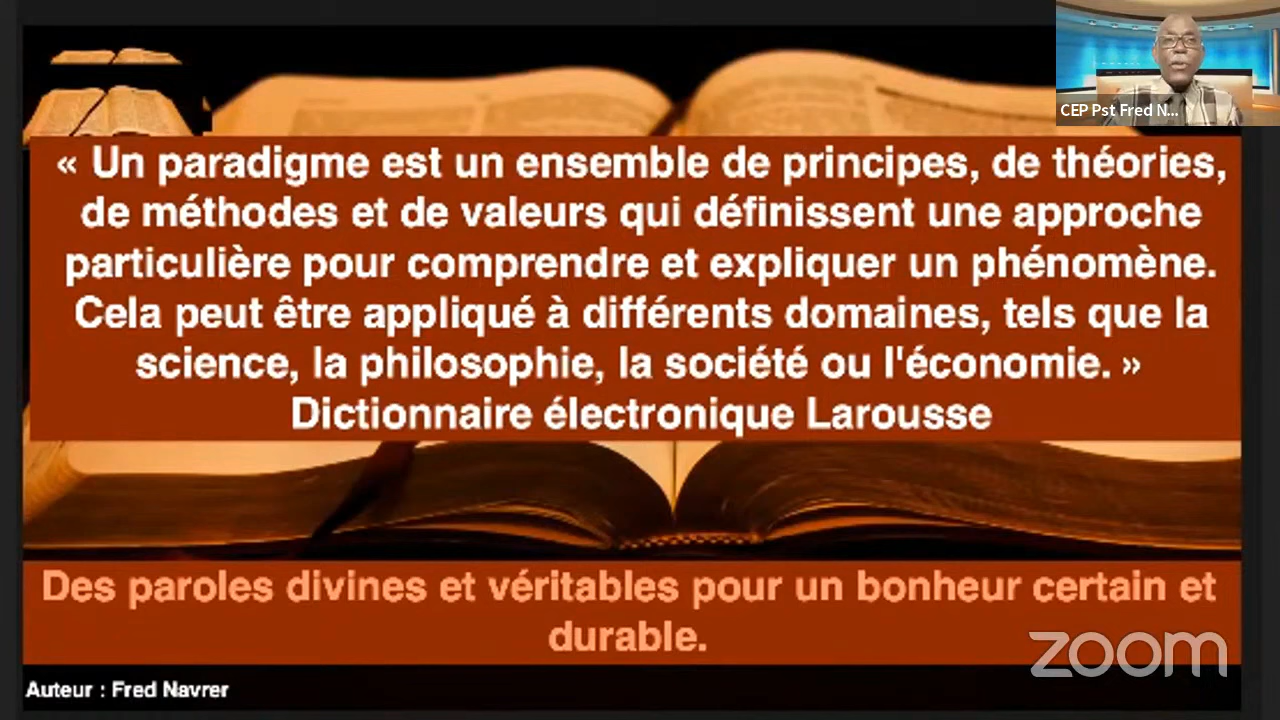 CEP Pst Fred N...
« Un paradigme est un ensemble de principes, de théories,
de méthodes et de valeurs qui définissent une approche
particulière pour comprendre et expliquer un phénomène.
Cela peut être appliqué à différents domaines, tels que la
science, la philosophie, la société ou l'économie. »
Dictionnaire électronique Larousse
Des paroles divines et véritables pour un bonheur certain et
durable.
zoom
Auteur : Fred Navrer